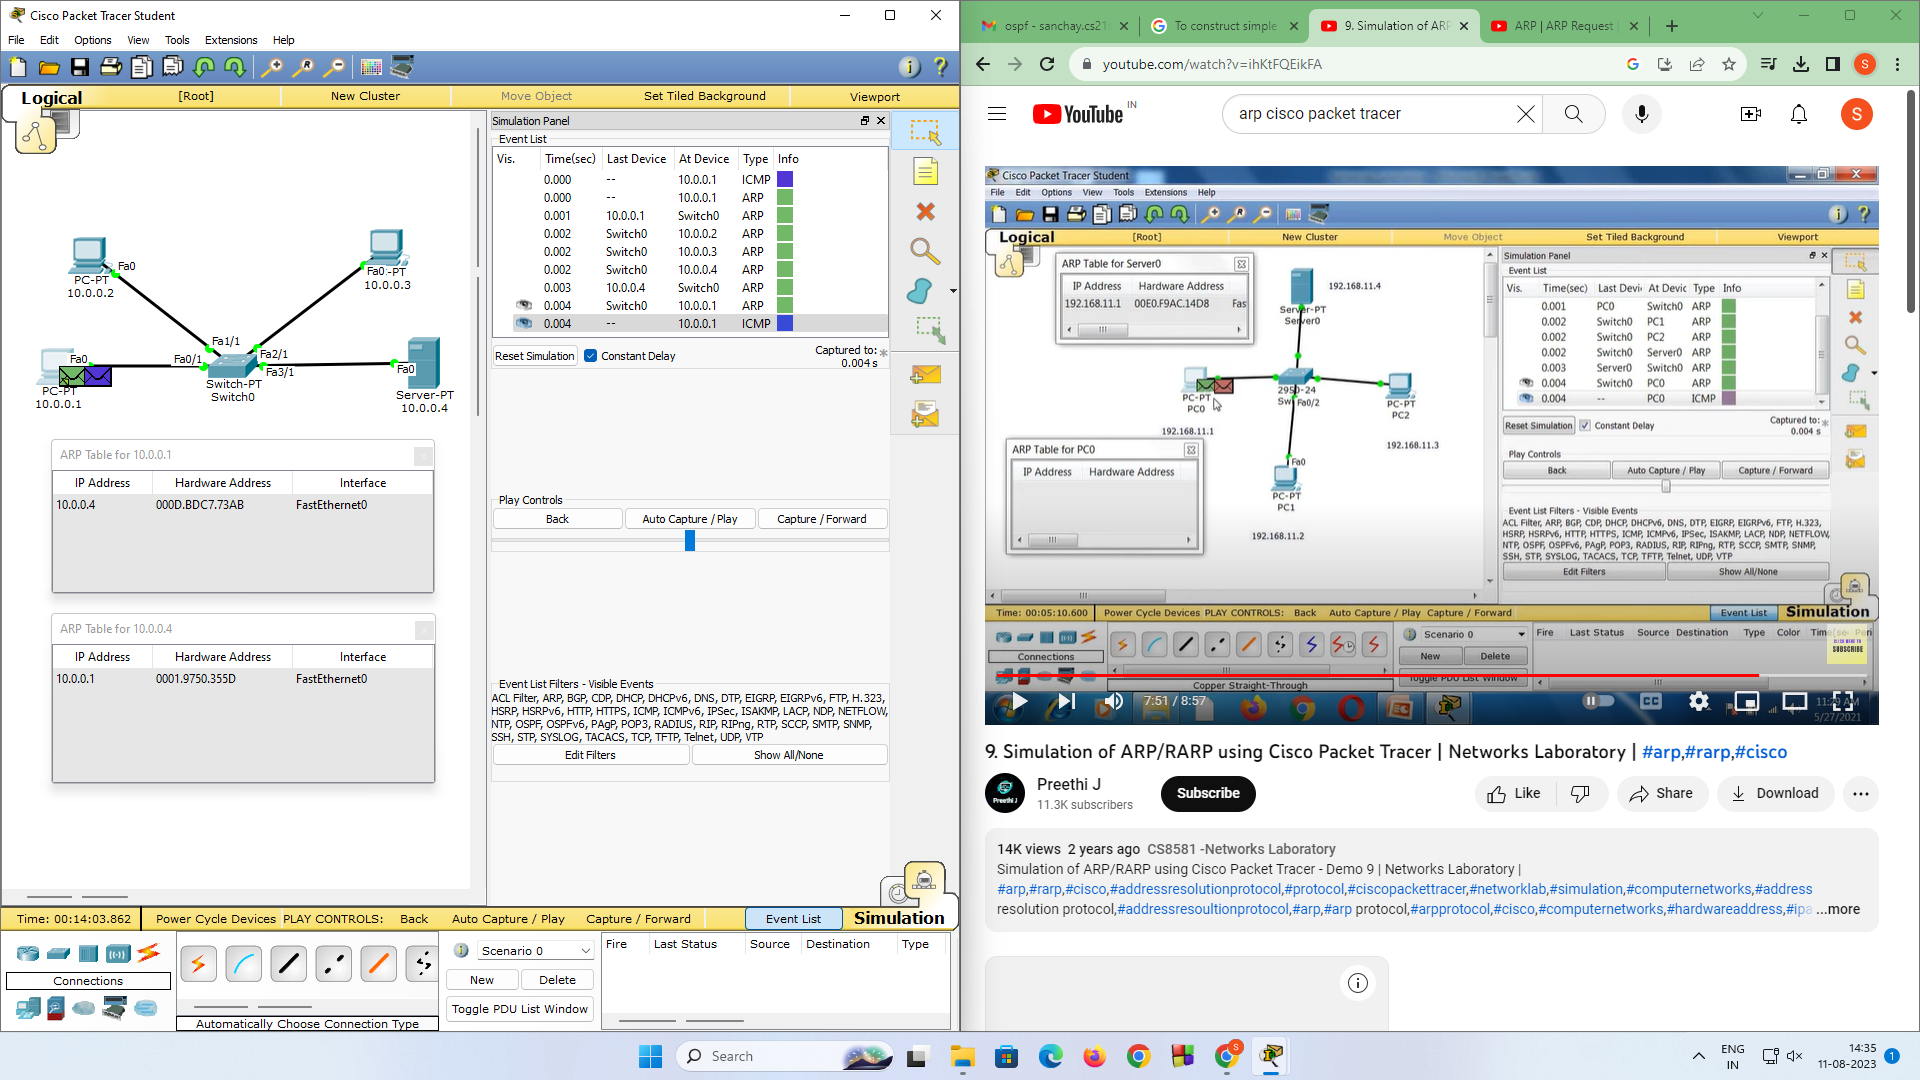 Cisco Packet Tracer Student
File Edit Options View Tools Extensions Help
Logical [Root] New Cluster Move Object Set Tiled Background Viewport
Fa0
PC-PT
10.0.0.2
Fa0 -PT
10.0.0.3
Fa1/1
Fa0 Fa0/1 Fa2/1
Fa3/1 Fa0
Switch-PT
Switch0
PC-PT
10.0.0.1
Server-PT
10.0.0.4
ARP Table for 10.0.0.1
IP Address Hardware Address Interface
10.0.0.4 000D.BDC7.73AB FastEthernet0
ARP Table for 10.0.0.4
IP Address Hardware Address Interface
10.0.0.1 0001.9750.355D FastEthernet0
Simulation Panel
Event List
Vis. Time(sec) Last Device At Device Type Info
0.000 -- 10.0.0.1 ICMP
0.000 -- 10.0.0.1 ARP
0.001 10.0.0.1 Switch0 ARP
0.002 Switch0 10.0.0.2 ARP
0.002 Switch0 10.0.0.3 ARP
0.002 Switch0 10.0.0.4 ARP
0.003 10.0.0.4 Switch0 ARP
0.004 Switch0 10.0.0.1 ARP
0.004 -- 10.0.0.1 ICMP
Reset Simulation Constant Delay Captured to: *
0.004 s
Play Controls
Back Auto Capture / Play Capture / Forward
Event List Filters - Visible Events
ACL Filter, ARP, BGP, CDP, DHCP, DHCPv6, DNS, DTP, EIGRP, EIGRPv6, FTP, H.323,
HSRP, HSRPv6, HTTP, HTTPS, ICMP, ICMPv6, IPSec, ISAKMP, LACP, NDP, NETFLOW,
NTP, OSPF, OSPFv6, PAgP, POP3, RADIUS, RIP, RIPng, RTP, SCCP, SMTP, SNMP,
SSH, STP, SYSLOG, TACACS, TCP, TFTP, Telnet, UDP, VTP
Edit Filters Show All/None
Time: 00:14:03.862 Power Cycle Devices PLAY CONTROLS: Back Auto Capture / Play Capture / Forward Event List Simulation
Connections
Automatically Choose Connection Type
Scenario 0
New Delete
Toggle PDU List Window
Fire Last Status Source Destination Type
ospf - sanchay.cs21 To construct simple 9. Simulation of ARP ARP | ARP Request
youtube.com/watch?v=ihKtFQEikFA
S
YouTube IN
arp cisco packet tracer
S
Cisco Packet Tracer Student
File Edit Options View Tools Extensions Help
Logical [Root] New Cluster Move Object Set Tiled Background Viewport
ARP Table for Server0
IP Address Hardware Address
192.168.11.1 00E0.F9AC.14D8 Fas
192.168.11.4
Server-PT
Server0
PC-PT
PC0
192.168.11.1
2950-24
Fa0/2
PC-PT
PC2
192.168.11.3
Fa0
PC-PT
PC1
192.168.11.2
ARP Table for PC0
IP Address Hardware Address
Simulation Panel
Event List
Vis. Time(sec) Last Devi At Devic Type Info
0.001 PC0 Switch0 ARP
0.002 Switch0 PC1 ARP
0.002 Switch0 PC2 ARP
0.002 Switch0 Server0 ARP
0.003 Server0 Switch0 ARP
0.004 Switch0 PC0 ARP
0.004 -- PC0 ICMP
Reset Simulation Constant Delay Captured to: *
0.004 s
Play Controls
Back Auto Capture / Play Capture / Forward
Event List Filters - Visible Events
ACL Filter, ARP, BGP, CDP, DHCP, DHCPv6, DNS, DTP, EIGRP, EIGRPv6, FTP, H.323,
HSRP, HSRPv6, HTTP, HTTPS, ICMP, ICMPv6, IPSec, ISAKMP, LACP, NDP, NETFLOW,
NTP, OSPF, OSPFv6, PAgP, POP3, RADIUS, RIP, RIPng, RTP, SCCP, SMTP, SNMP,
SSH, STP, SYSLOG, TACACS, TCP, TFTP, Telnet, UDP, VTP
Edit Filters Show All/None
Time: 00:05:10.600 Power Cycle Devices PLAY CONTROLS: Back Auto Capture / Play Capture / Forward Event List Simulation
Connections
Copper Straight-Through
Scenario 0
New Delete
Toggle PDU List Window
Fire Last Status Source Destination Type Color
SUBSCRIBE
7:51 / 8:57
5/27/2021
9. Simulation of ARP/RARP using Cisco Packet Tracer | Networks Laboratory | #arp,#rarp,#cisco
Preethi J
Preethi J
11.3K subscribers
Subscribe Like Share Download
14K views 2 years ago CS8581 -Networks Laboratory
Simulation of ARP/RARP using Cisco Packet Tracer - Demo 9 | Networks Laboratory |
#arp,#rarp,#cisco,#addressresolutionprotocol,#protocol,#ciscopackettracer,#networklab,#simulation,#computernetworks,#address
resolution protocol,#addressresoultionprotocol,#arp,#arp protocol,#arpprotocol,#cisco,#computernetworks,#hardwareaddress,#ipa ...more
Search
S
ENG
IN
14:35
11-08-2023
1